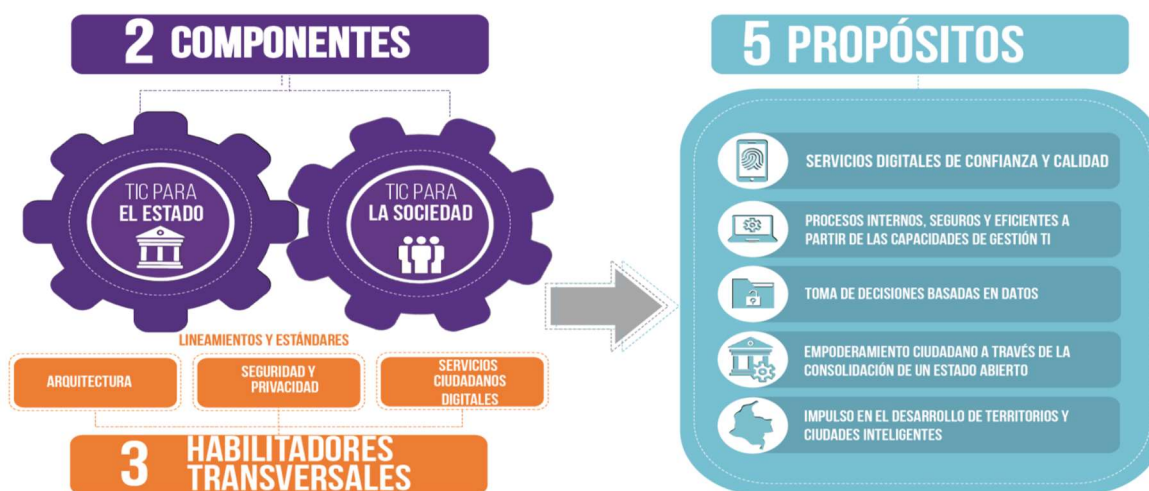 2 COMPONENTES
TIC PARA
EL ESTADO
TIC PARA
LA SOCIEDAD
LINEAMIENTOS Y ESTÁNDARES
ARQUITECTURA
SEGURIDAD Y
PRIVACIDAD
SERVICIOS
CIUDADANOS
DIGITALES
3 HABILITADORES
TRANSVERSALES
5 PROPÓSITOS
SERVICIOS DIGITALES DE CONFIANZA Y CALIDAD
PROCESOS INTERNOS, SEGUROS Y EFICIENTES A
PARTIR DE LAS CAPACIDADES DE GESTIÓN TI
TOMA DE DECISIONES BASADAS EN DATOS
EMPODERAMIENTO CIUDADANO A TRAVÉS DE LA
CONSOLIDACIÓN DE UN ESTADO ABIERTO
IMPULSO EN EL DESARROLLO DE TERRITORIOS Y
CIUDADES INTELIGENTES